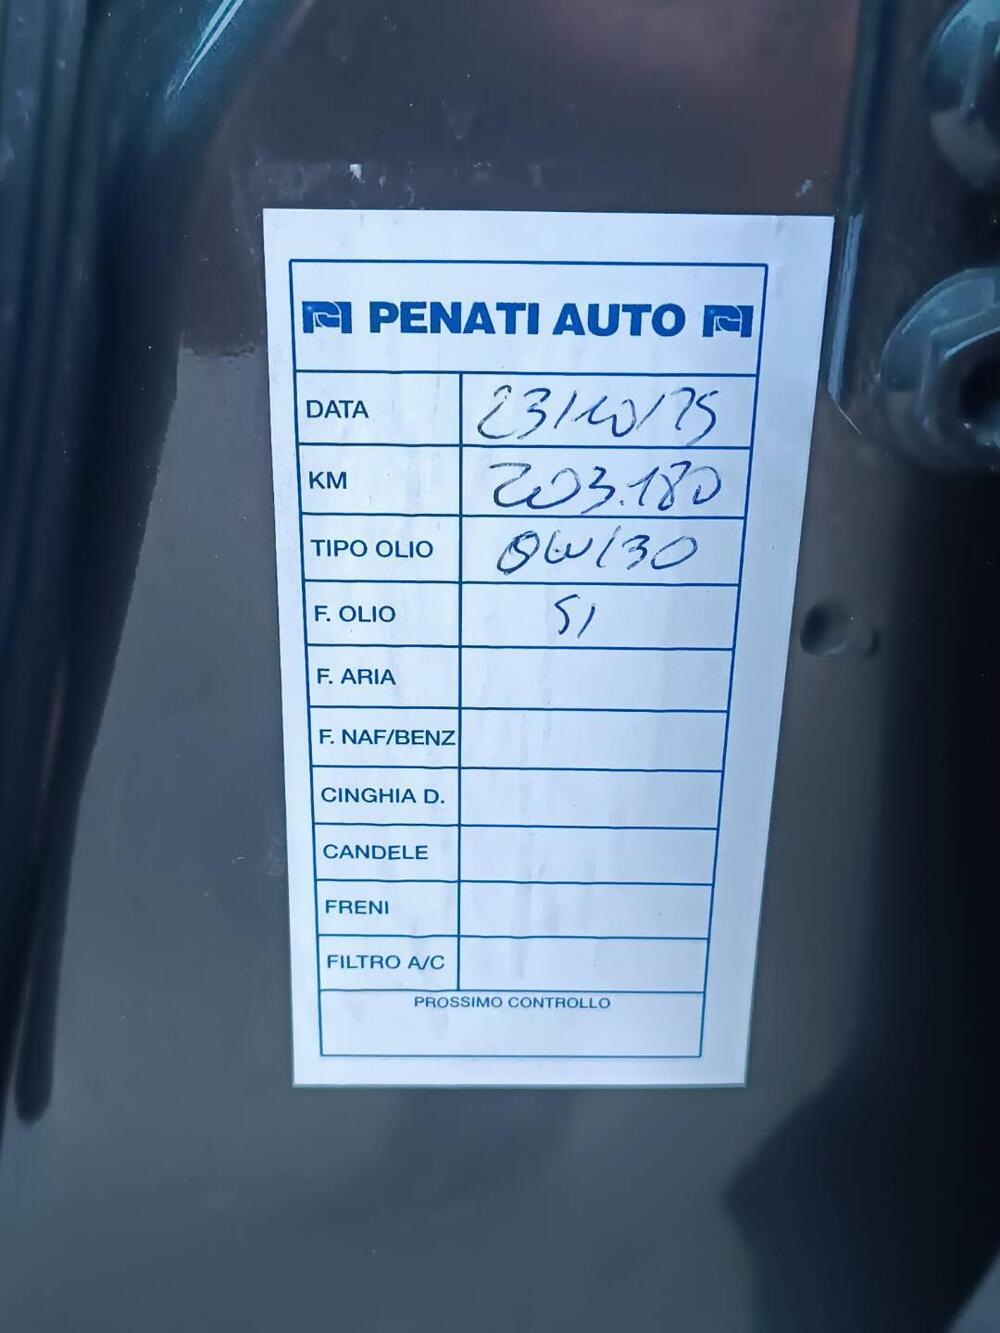 PENATI AUTO
DATA 23/10/25
KM 203.180
TIPO OLIO 0W/30
F. OLIO SI
F. ARIA
F. NAF/BENZ
CINGHIA D.
CANDELE
FRENI
FILTRO A/C
PROSSIMO CONTROLLO